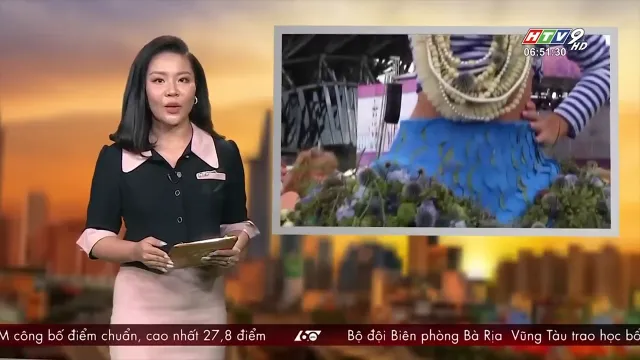 HTV9 HD
06:51:30
M công bố điểm chuẩn, cao nhất 27,8 điểm
60 Bộ đội Biên phòng Bà Rịa Vũng Tàu trao học bổ